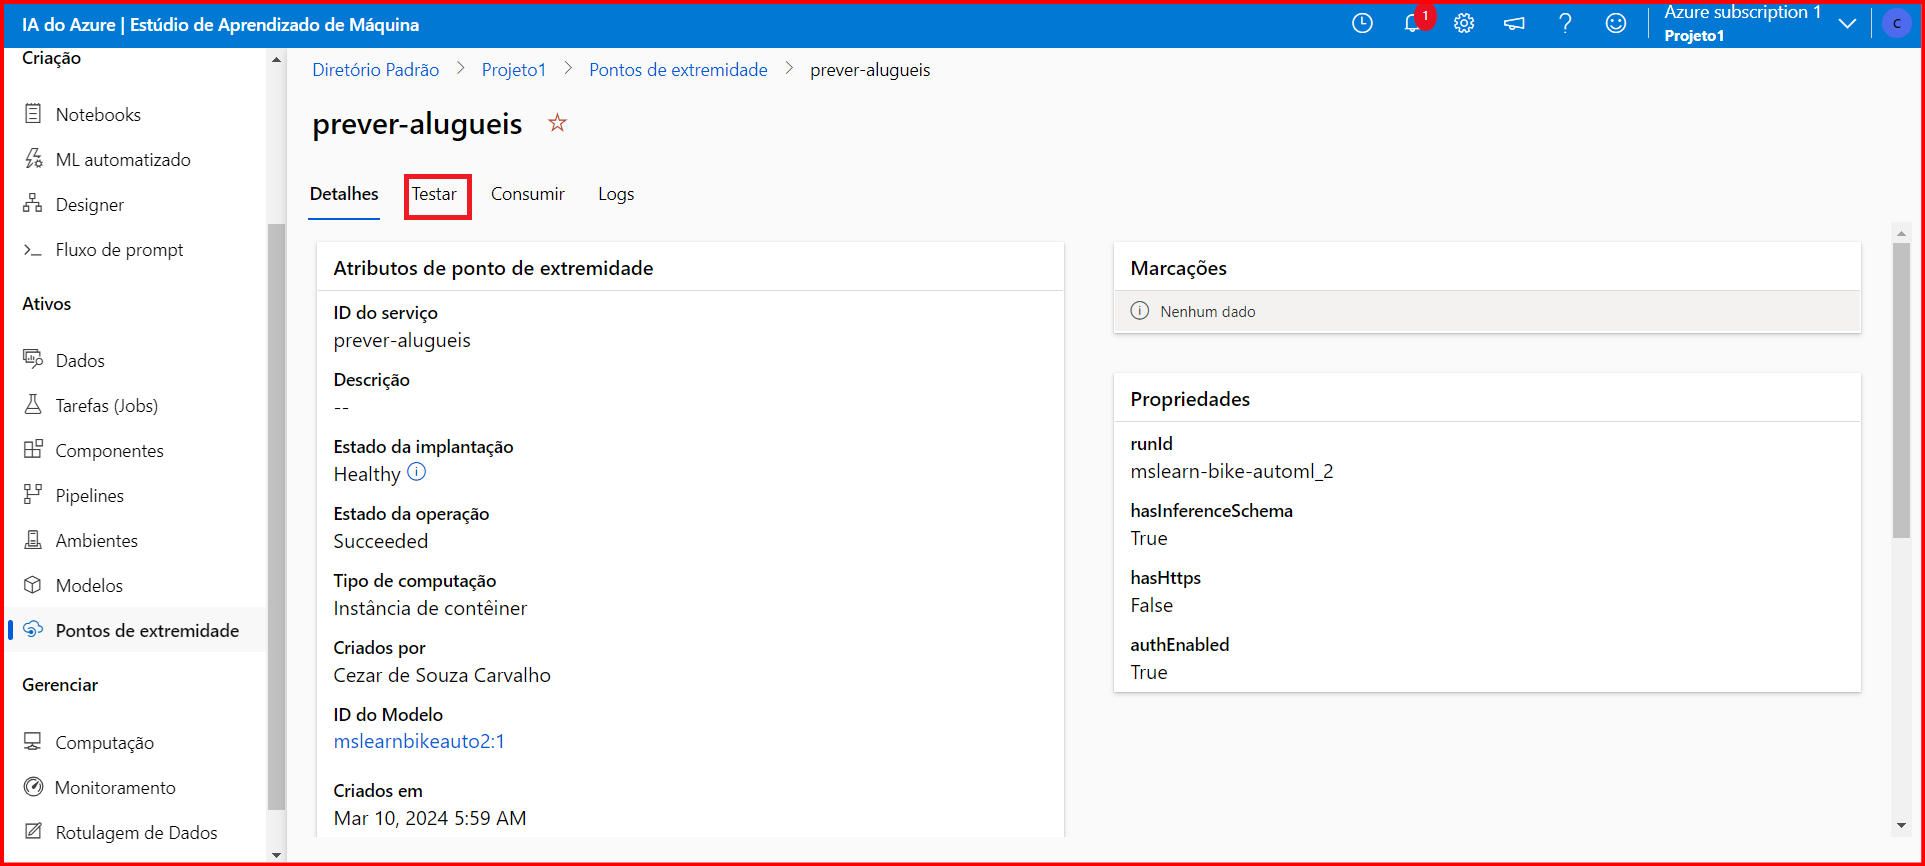 IA do Azure | Estúdio de Aprendizado de Máquina
1
Azure subscription 1
Projeto1
C
Criação
Notebooks
ML automatizado
Designer
Fluxo de prompt
Ativos
Dados
Tarefas (Jobs)
Componentes
Pipelines
Ambientes
Modelos
Pontos de extremidade
Gerenciar
Computação
Monitoramento
Rotulagem de Dados
Diretório Padrão > Projeto1 > Pontos de extremidade > prever-alugueis
prever-alugueis
Detalhes Testar Consumir Logs
Atributos de ponto de extremidade
ID do serviço
prever-alugueis
Descrição
--
Estado da implantação
Healthy
Estado da operação
Succeeded
Tipo de computação
Instância de contêiner
Criados por
Cezar de Souza Carvalho
ID do Modelo
mslearnbikeauto2:1
Criados em
Mar 10, 2024 5:59 AM
Marcações
Nenhum dado
Propriedades
runId
mslearn-bike-automl_2
hasInferenceSchema
True
hasHttps
False
authEnabled
True